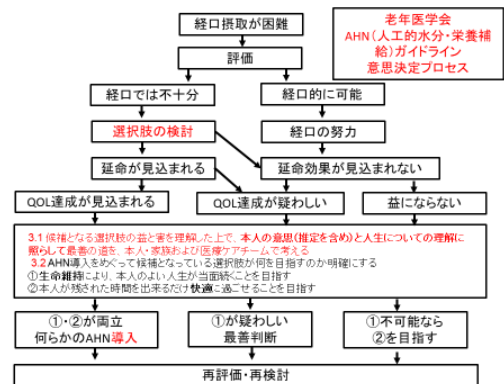 経口摂取が困難
老年医学会
AHN(人工的水分・栄養補
給)ガイドライン
意思決定プロセス
評価
経口では不十分
経口的に可能
選択肢の検討
経口の努力
延命が見込まれる
延命効果が見込まれない
QOL達成が見込まれる
QOL達成が疑わしい
益にならない
3.1 候補となる選択肢の益と害を理解した上で、本人の意思(推定を含め)と人生についての理解に
照らして最善の道を、本人・家族および医療ケアチームで考える
3.2 AHN導入をめぐって候補となっている選択肢が何を目指すのか明確にする
①生命維持により、本人のよい人生が当面続くことを目指す
②本人が残された時間を出来るだけ快適に過ごせることを目指す
①・②が両立
何らかのAHN導入
①が疑わしい
最善判断
①不可能なら
②を目指す
再評価・再検討